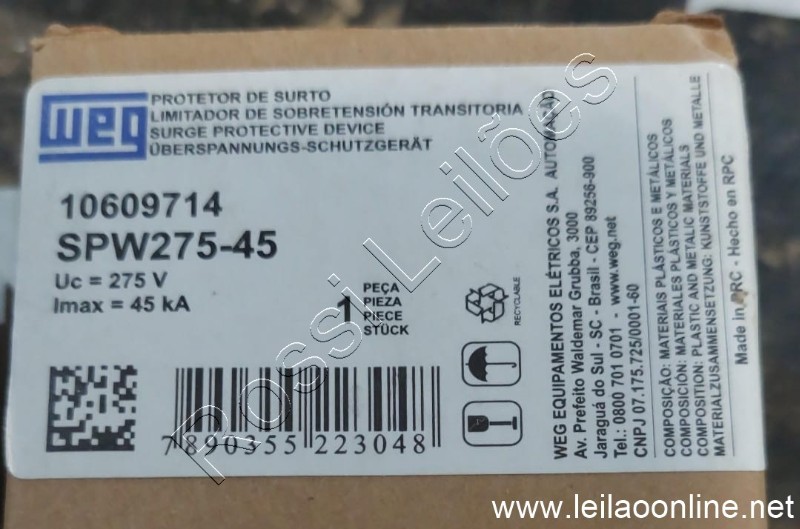 weg
PROTETOR DE SURTO
LIMITADOR DE SOBRETENSIÓN TRANSITORIA
SURGE PROTECTIVE DEVICE
ÜBERSPANNUNGS-SCHUTZGERÄT
10609714
SPW275-45
Uc = 275 V
Imax = 45 kA
1
PEÇA
PIEZA
PIECE
STÜCK
RECYCLABLE
7890355 223048
WEG EQUIPAMENTOS ELÉTRICOS S.A. AUTOMAÇÃO
Av. Prefeito Waldemar Grubba, 3000
Jaraguá do Sul - SC - Brasil - CEP 89256-900
Tel.: 0800 701 0701 - www.weg.net
CNPJ 07.175.725/0001-60
COMPOSIÇÃO: MATERIAIS PLÁSTICOS E METÁLICOS
COMPOSICIÓN: MATERIALES PLÁSTICOS Y METÁLICOS
COMPOSITION: PLASTIC AND METALLIC MATERIALS
MATERIALZUSAMMENSETZUNG: KUNSTSTOFFE UND METALLE
Made in PRC - Hecho en RPC
Rossi Leilões
www.leilaoonline.net